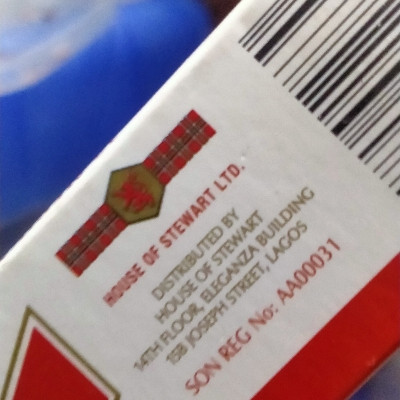 HOUSE OF STEWART LTD.
DISTRIBUTED BY
HOUSE OF STEWART
14TH FLOOR, ELEGANZA BUILDING
15B JOSEPH STREET, LAGOS
SON REG No: AA00031